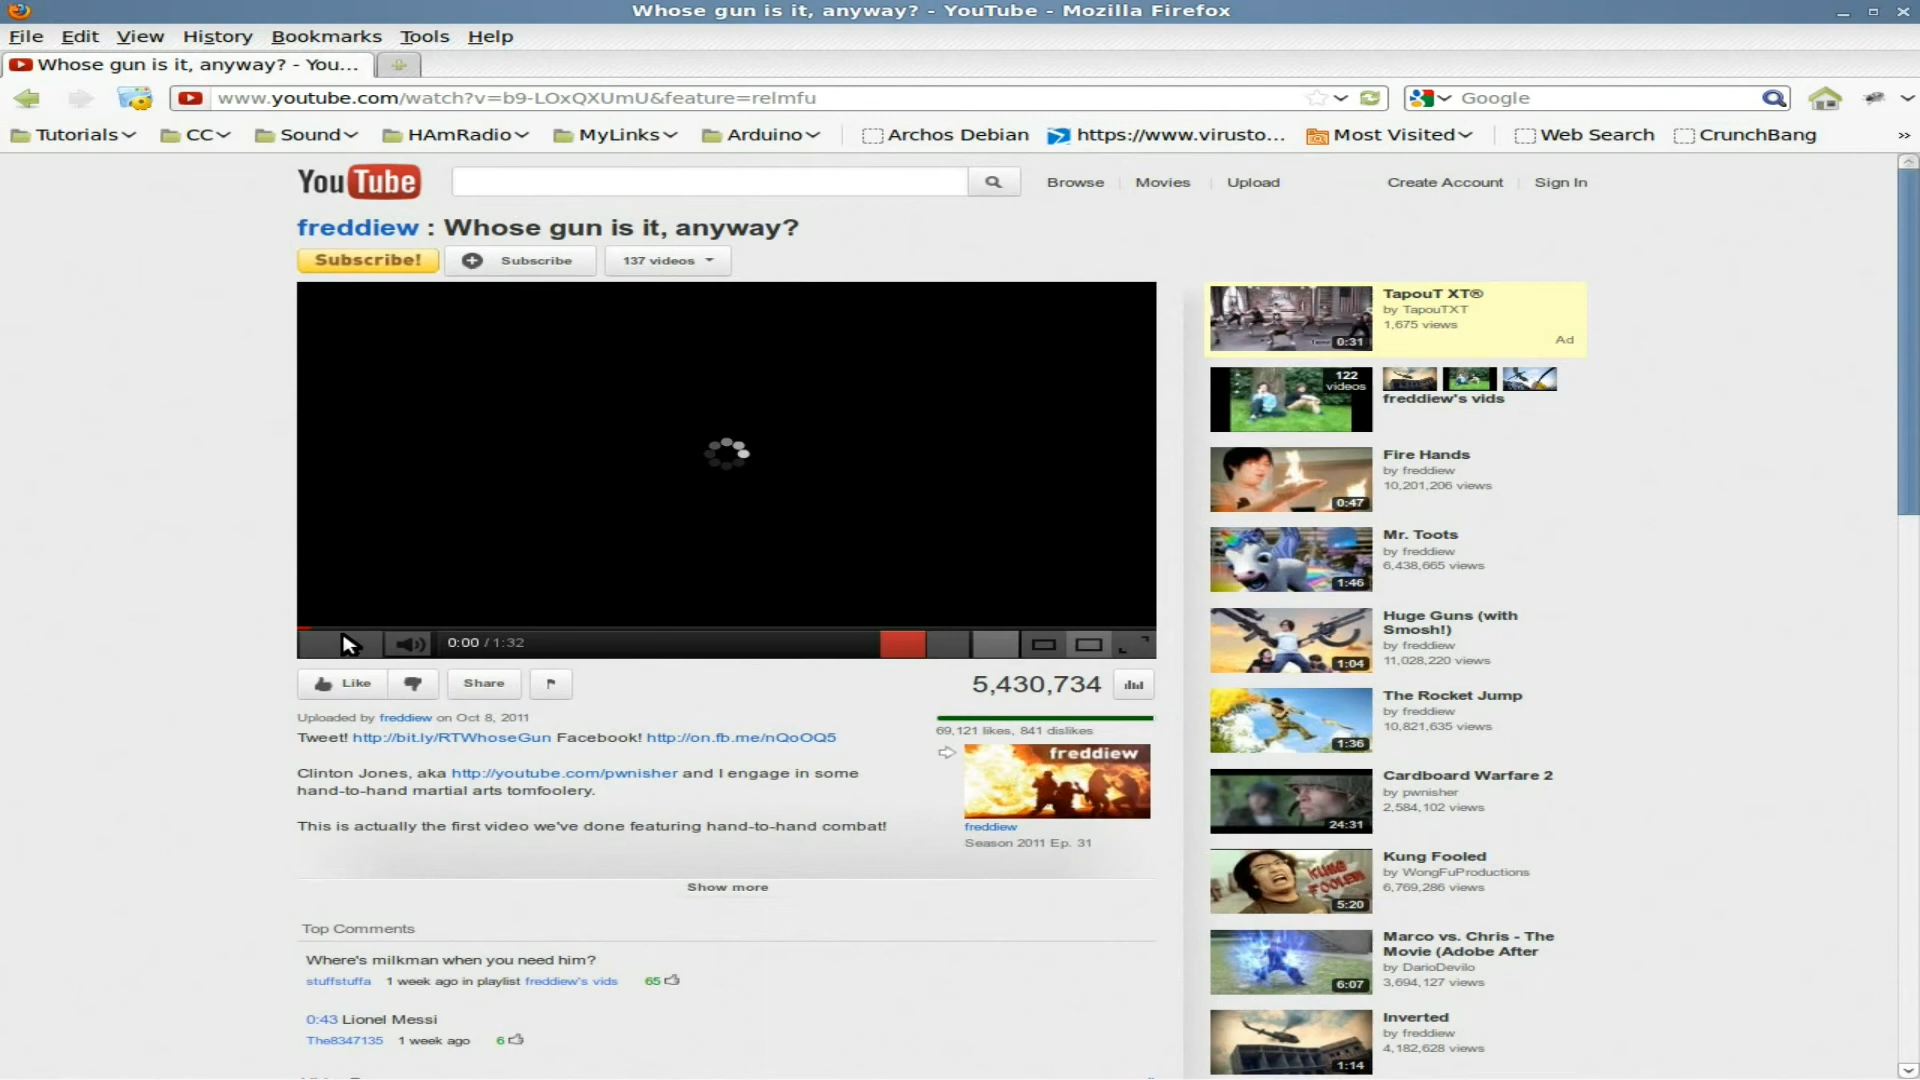 Whose gun is it, anyway? - YouTube - Mozilla Firefox
File Edit View History Bookmarks Tools Help
Whose gun is it, anyway? - You...
www.youtube.com/watch?v=b9-LOxQXUmU&feature=relmfu
Google
Tutorials CC Sound HAmRadio MyLinks Arduino Archos Debian https://www.virusto... Most Visited Web Search CrunchBang
YouTube
Browse Movies Upload Create Account Sign In
freddiew : Whose gun is it, anyway?
Subscribe! Subscribe 137 videos
0:00 / 1:32
Like Share
5,430,734
Uploaded by freddiew on Oct 8, 2011
69,121 likes, 841 dislikes
Tweet! http://bit.ly/RTWhoseGun Facebook! http://on.fb.me/nQoOQ5
Clinton Jones, aka http://youtube.com/pwnisher and I engage in some
hand-to-hand martial arts tomfoolery.
This is actually the first video we've done featuring hand-to-hand combat!
freddiew
freddiew
Season 2011 Ep. 31
Show more
Top Comments
Where's milkman when you need him?
stuffstuffa 1 week ago in playlist freddiew's vids 65
0:43 Lionel Messi
The8347135 1 week ago 6
TapouT XT®
by TapouTXT
1,675 views
Ad
0:31
122
videos
freddiew's vids
Fire Hands
by freddiew
10,201,206 views
0:47
Mr. Toots
by freddiew
6,438,665 views
1:46
Huge Guns (with
Smosh!)
by freddiew
11,028,220 views
1:04
The Rocket Jump
by freddiew
10,821,635 views
1:36
Cardboard Warfare 2
by pwnisher
2,584,102 views
24:31
Kung Fooled
by WongFuProductions
6,769,286 views
KUNG
FOOLED
5:20
Marco vs. Chris - The
Movie (Adobe After
by DarioDevilo
3,694,127 views
6:07
Inverted
by freddiew
4,182,628 views
1:14